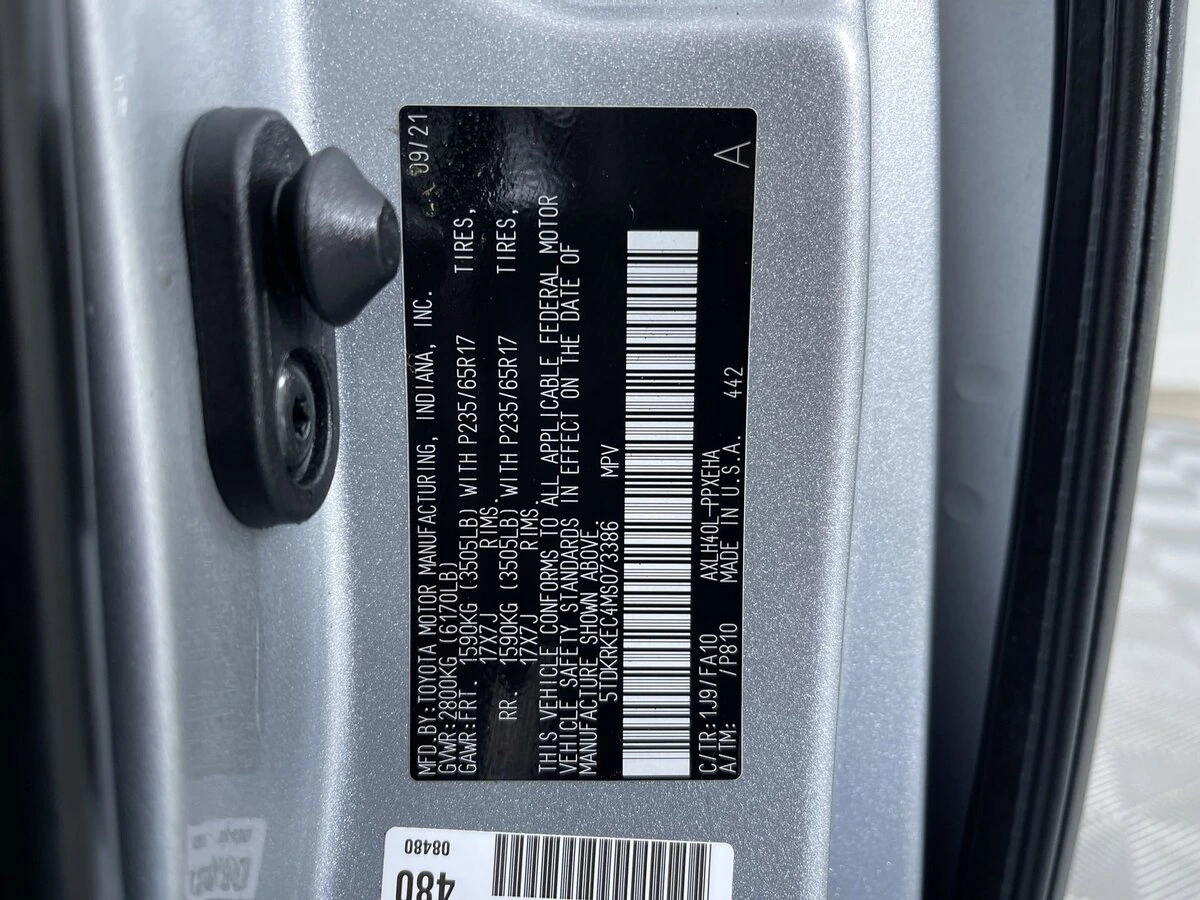 MFD.BY:TOYOTA MOTOR MANUFACTURING, INDIANA, INC. 09/21
GVWR:2800KG (6170LB)
GAWR:FRT. 1590KG (3505LB) WITH P235/65R17 TIRES,
17X7J RIMS.
RR. 1590KG (3505LB) WITH P235/65R17 TIRES,
17X7J RIMS
THIS VEHICLE CONFORMS TO ALL APPLICABLE FEDERAL MOTOR
VEHICLE SAFETY STANDARDS IN EFFECT ON THE DATE OF
MANUFACTURE SHOWN ABOVE.
5TDKRKEC4MS073386 MPV
C/TR:1J9/FA10 AXLH40L-PPXEHA
A/TM: /P810 MADE IN U.S.A. 442 A
08480
480